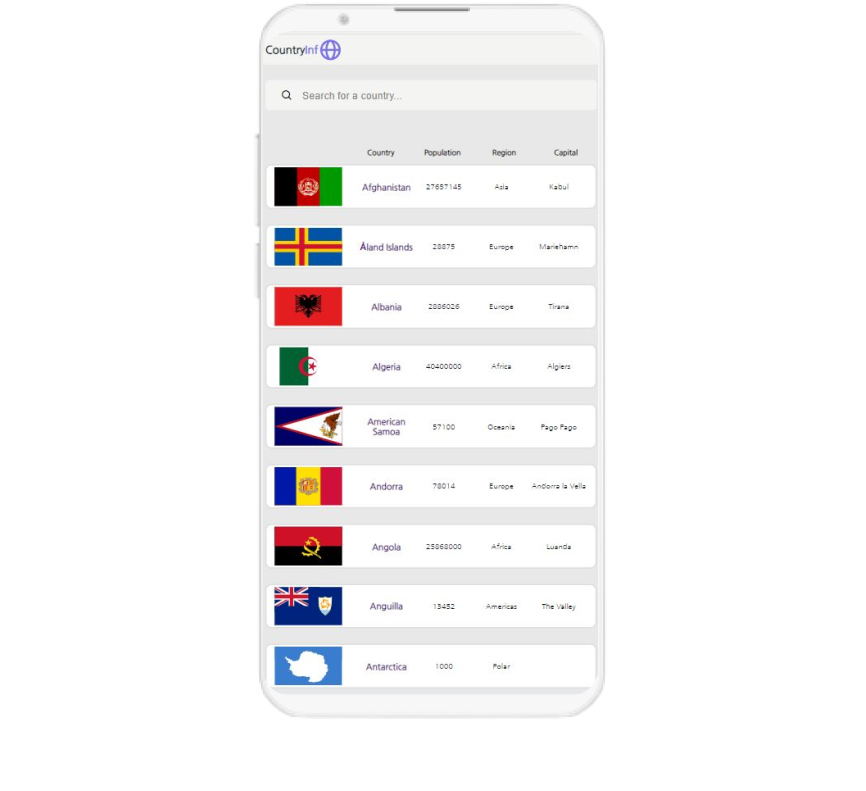 CountryInf
Search for a country...
Country Population Region Capital
Afghanistan 27657145 Asia Kabul
Åland Islands 28875 Europe Mariehamn
Albania 2886026 Europe Tirana
Algeria 40400000 Africa Algiers
American
Samoa 57100 Oceania Pago Pago
Andorra 78014 Europe Andorra la Vella
Angola 25868000 Africa Luanda
Anguilla 13452 Americas The Valley
Antarctica 1000 Polar